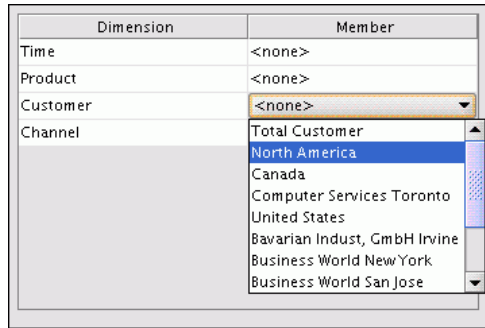 Dimension Member
Time <none>
Product <none>
Customer <none>
Channel
Total Customer
North America
Canada
Computer Services Toronto
United States
Bavarian Indust, GmbH Irvine
Business World New York
Business World San Jose